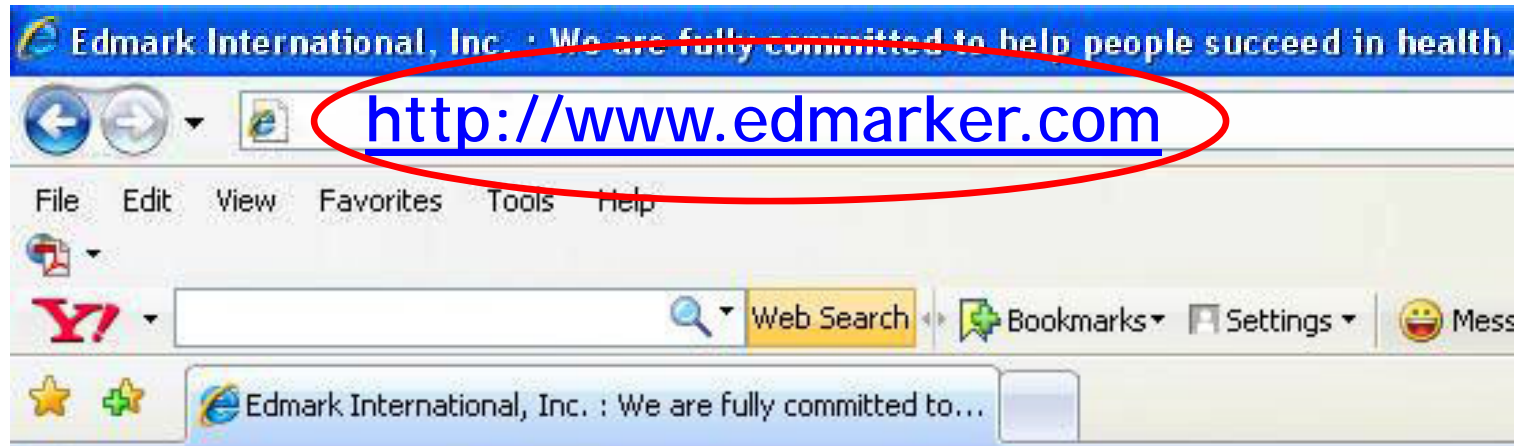 Edmark International, Inc. : We are fully committed to help people succeed in health,
http://www.edmarker.com
File Edit View Favorites Tools Help
Y! Web Search Bookmarks Settings Mess
Edmark International, Inc. : We are fully committed to...